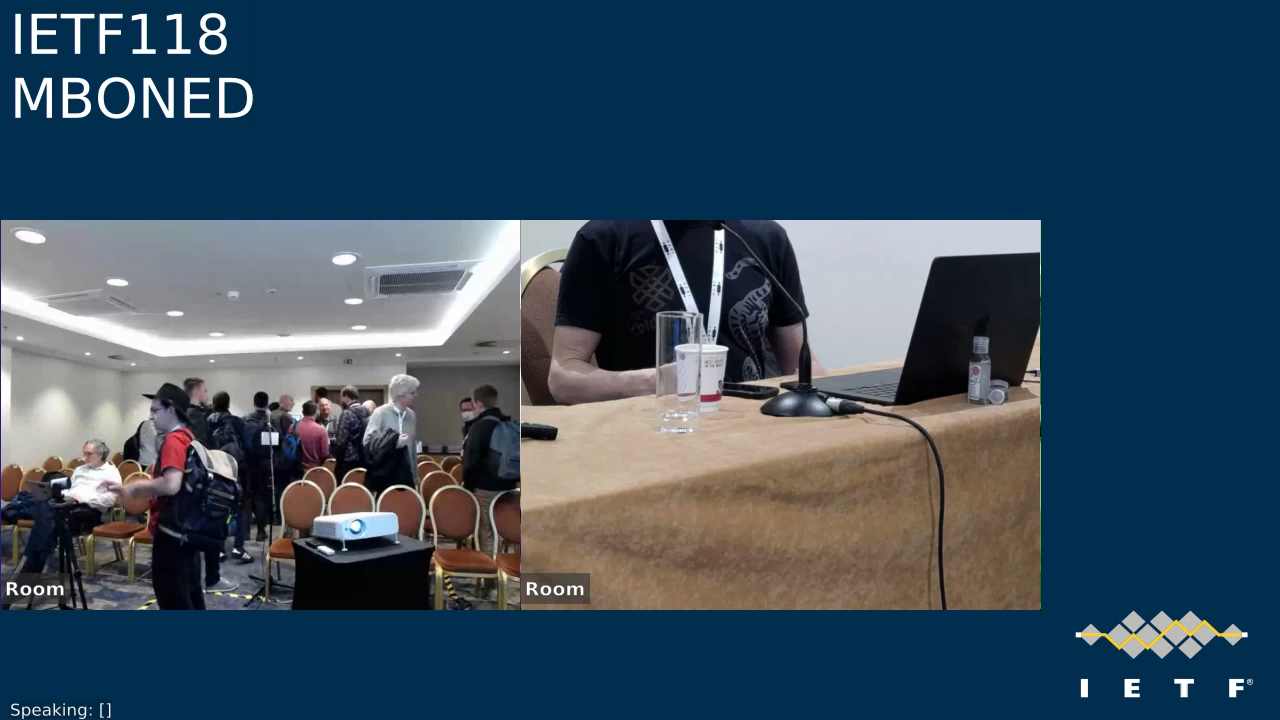 IETF118
MBONED
Room
Room
I E T F®
Speaking: []